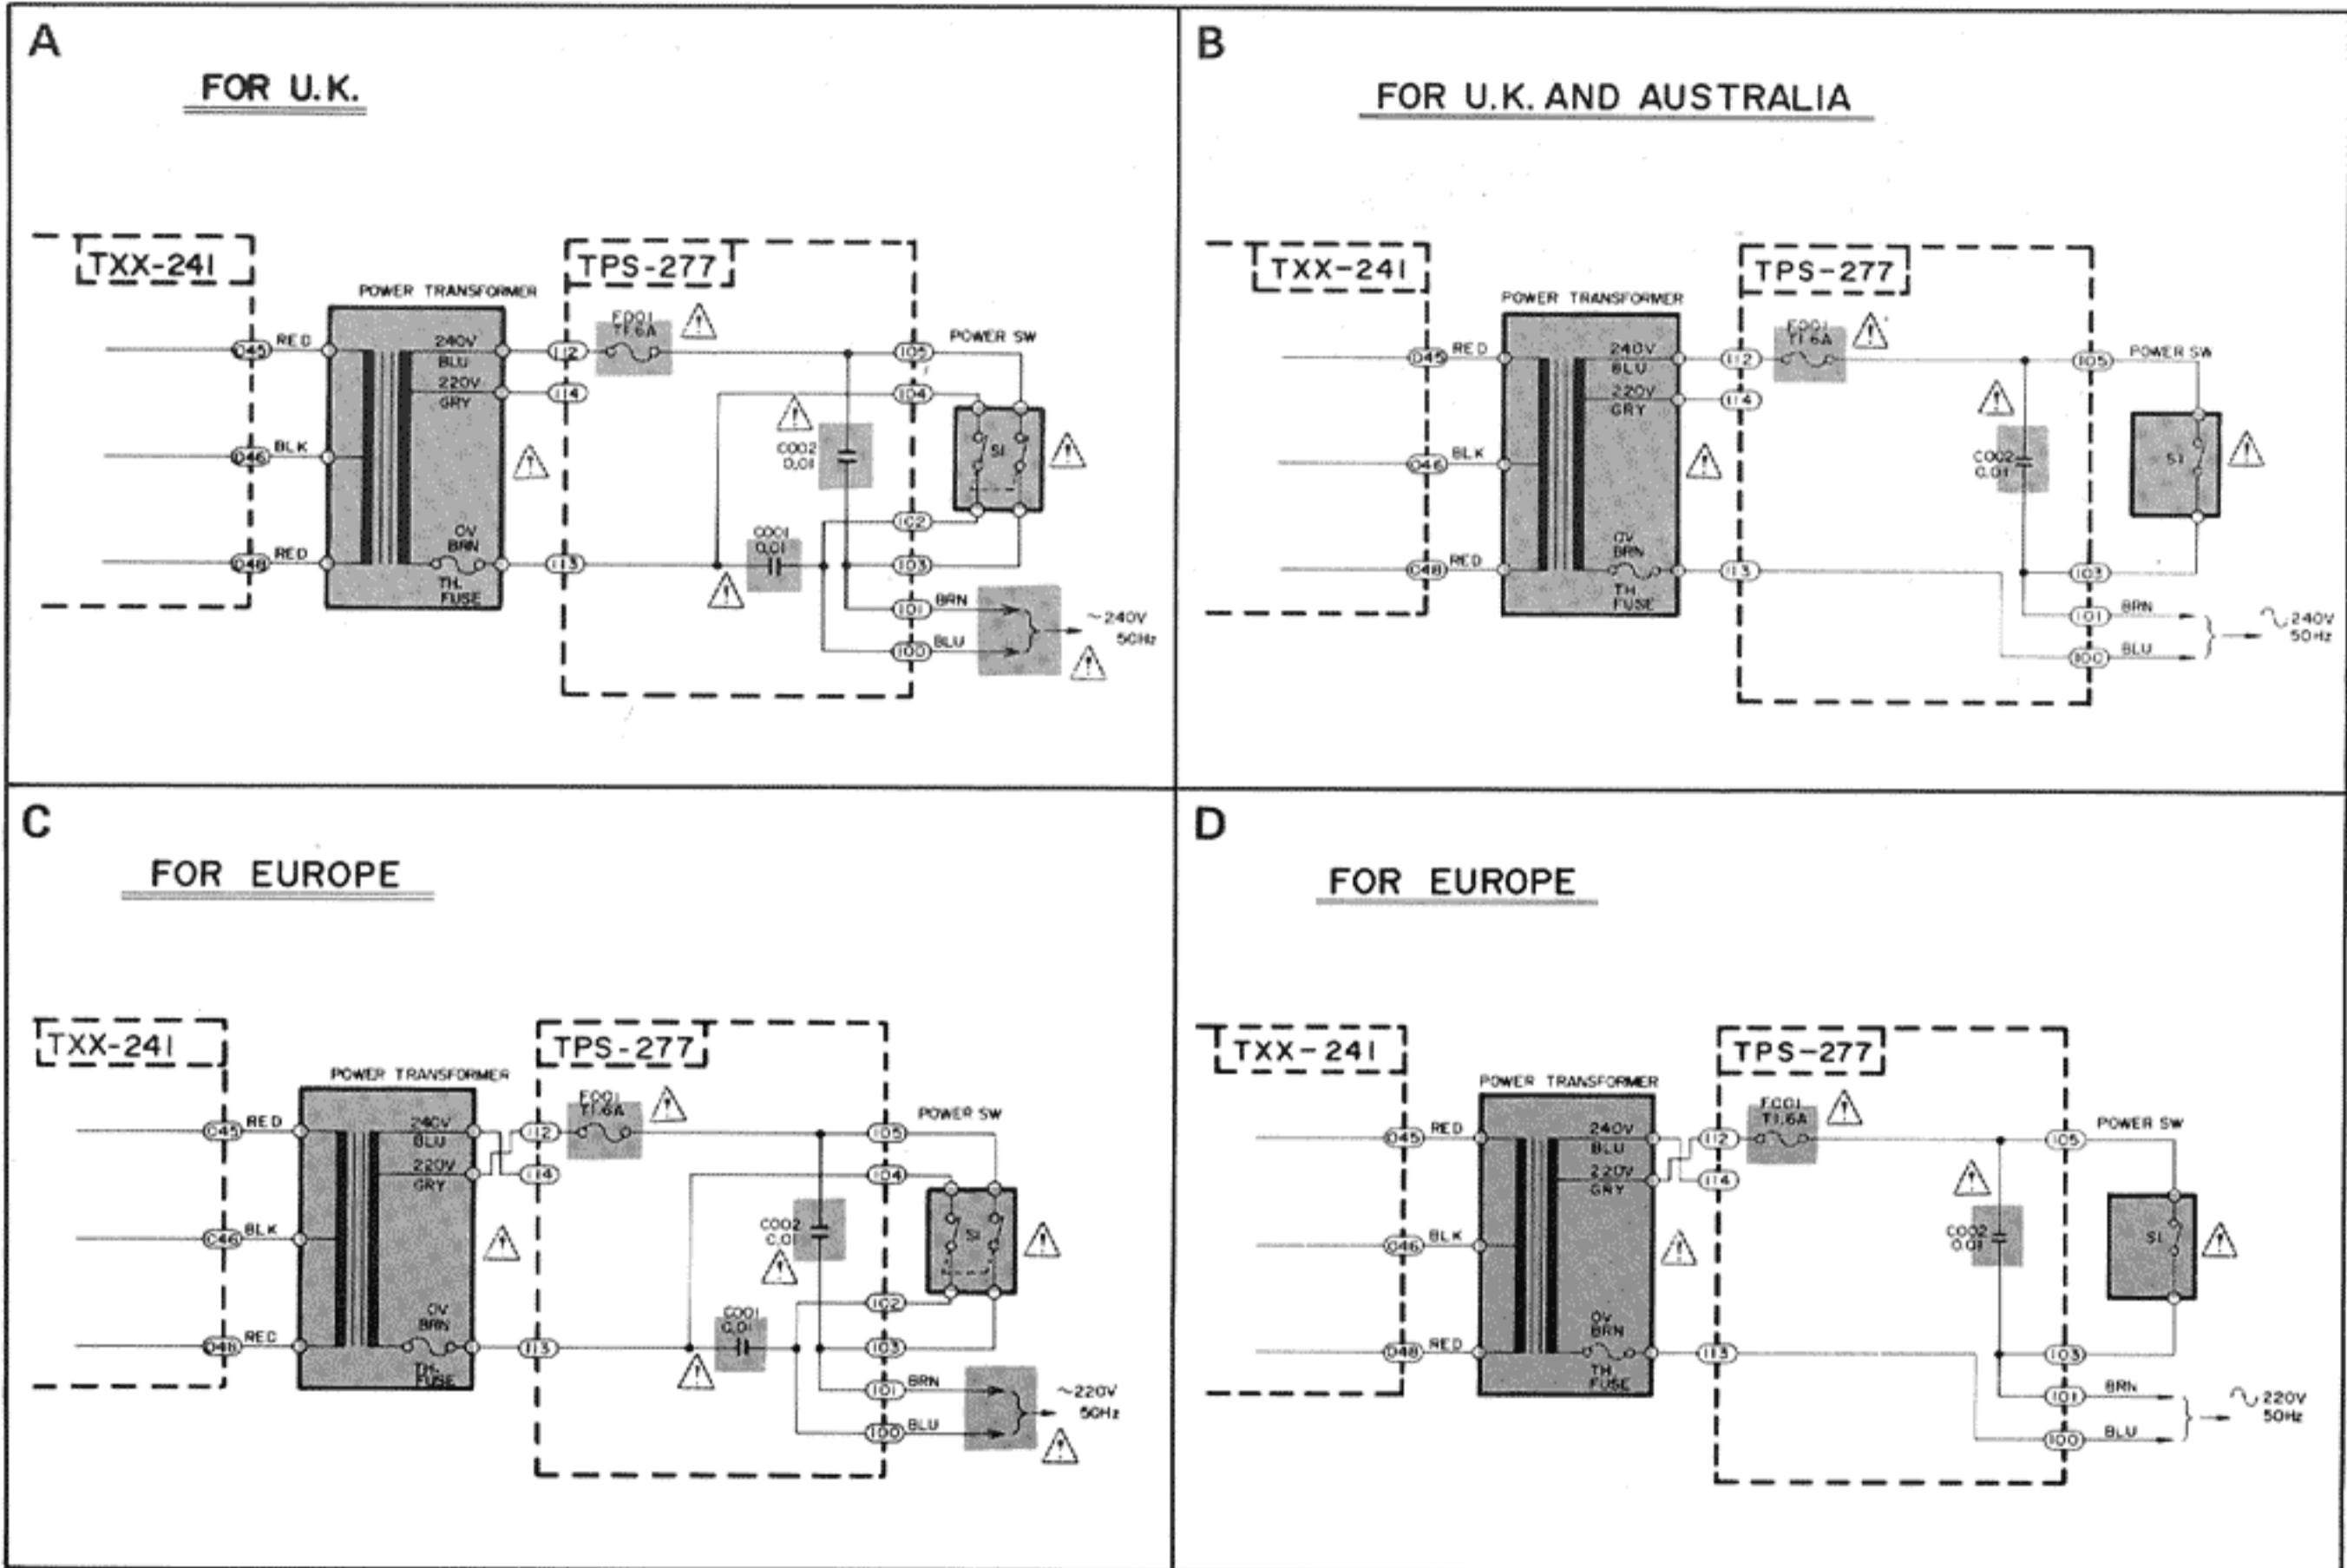 A
FOR U.K.
TXX-241
TPS-277
POWER TRANSFORMER
F001
T1.6A
POWER SW
045 RED
240V
BLU
112
105
220V
GRY
114
104
C002
0.01
S1
046 BLK
102
0V
BRN
C001
0.01
048 RED
113
103
TH.
FUSE
101 BRN
~240V
50Hz
100 BLU
B
FOR U.K. AND AUSTRALIA
TXX-241
TPS-277
POWER TRANSFORMER
F001
T1.6A
POWER SW
045 RED
240V
BLU
112
105
220V
GRY
114
C002
0.01
S1
046 BLK
0V
BRN
048 RED
113
103
TH.
FUSE
101 BRN
~240V
50Hz
100 BLU
C
FOR EUROPE
TXX-241
TPS-277
POWER TRANSFORMER
F001
T1.6A
POWER SW
045 RED
240V
BLU
112
105
220V
GRY
114
104
C002
0.01
S1
046 BLK
102
0V
BRN
C001
0.01
048 RED
113
103
TH.
FUSE
101 BRN
~220V
50Hz
100 BLU
D
FOR EUROPE
TXX-241
TPS-277
POWER TRANSFORMER
F001
T1.6A
POWER SW
045 RED
240V
BLU
112
105
220V
GRY
114
C002
0.01
S1
046 BLK
0V
BRN
048 RED
113
103
TH.
FUSE
101 BRN
~220V
50Hz
100 BLU